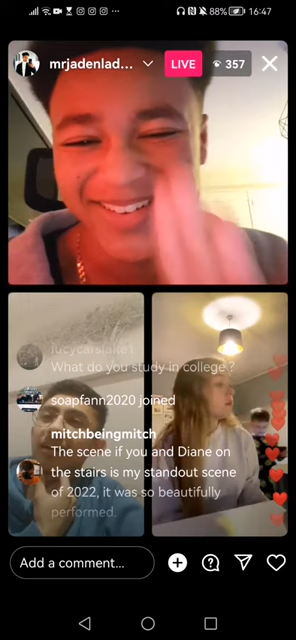 88% 16:47
mrjadenlad... LIVE 357
lucycarslake1
What do you study in college ?
soapfann2020 joined
mitchbeingmitch
The scene if you and Diane on
the stairs is my standout scene
of 2022, it was so beautifully
performed.
Add a comment...